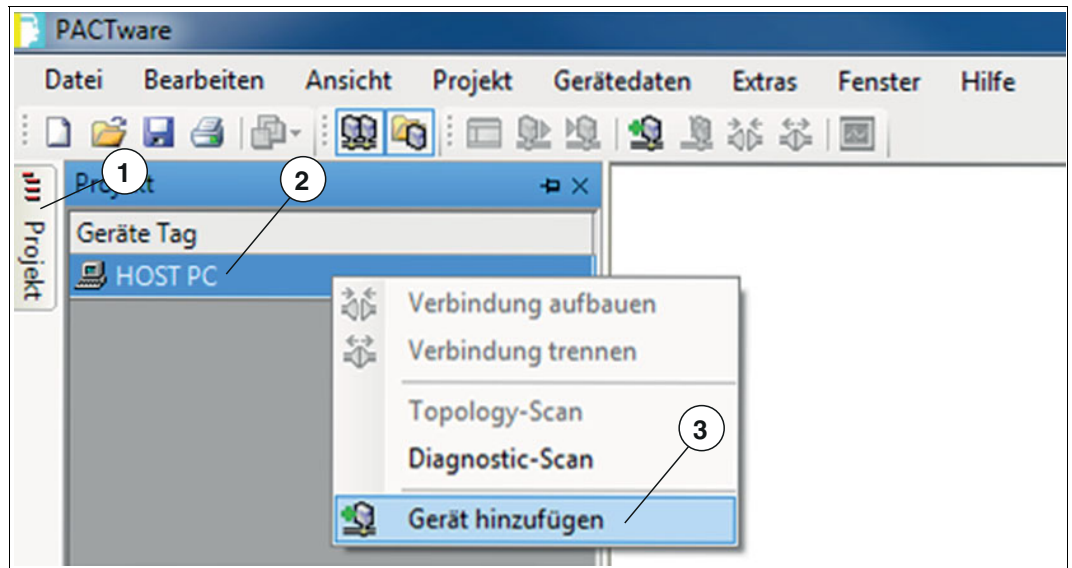 PACTware
Datei Bearbeiten Ansicht Projekt Gerätedaten Extras Fenster Hilfe
1
2
Projekt
Projekt
Geräte Tag
HOST PC
Verbindung aufbauen
Verbindung trennen
Topology-Scan
3
Diagnostic-Scan
Gerät hinzufügen